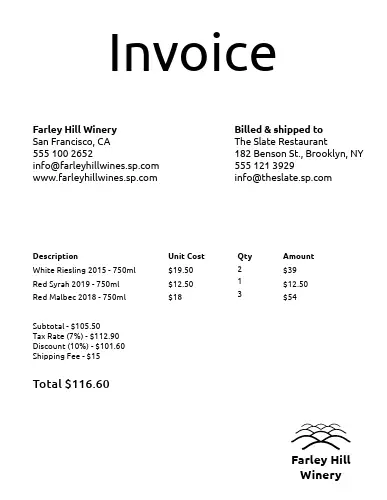 Invoice
Farley Hill Winery
San Francisco, CA
555 100 2652
info@farleyhillwines.sp.com
www.farleyhillwines.sp.com
Billed & shipped to
The Slate Restaurant
182 Benson St., Brooklyn, NY
555 121 3929
info@theslate.sp.com
Description Unit Cost Qty Amount
White Riesling 2015 - 750ml $19.50 2 $39
Red Syrah 2019 - 750ml $12.50 1 $12.50
Red Malbec 2018 - 750ml $18 3 $54
Subtotal - $105.50
Tax Rate (7%) - $112.90
Discount (10%) - $101.60
Shipping Fee - $15
Total $116.60
Farley Hill
Winery